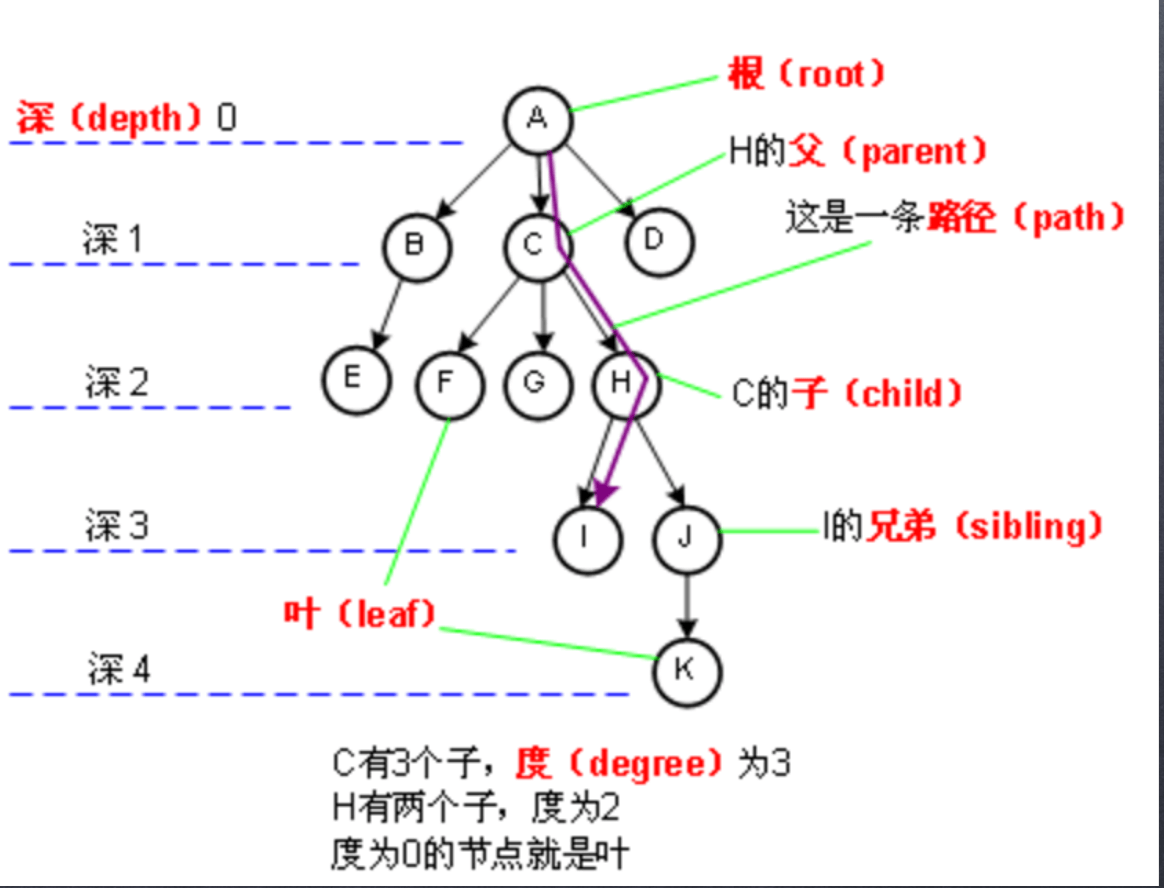 根（root）
深（depth）0
A
H的父（parent）
这是一条路径（path）
深1
B
C
D
深2
E
F
G
H
C的子（child）
深3
I
J
I的兄弟（sibling）
叶（leaf）
深4
K
C有3个子，度（degree）为3
H有两个子，度为2
度为0的节点就是叶